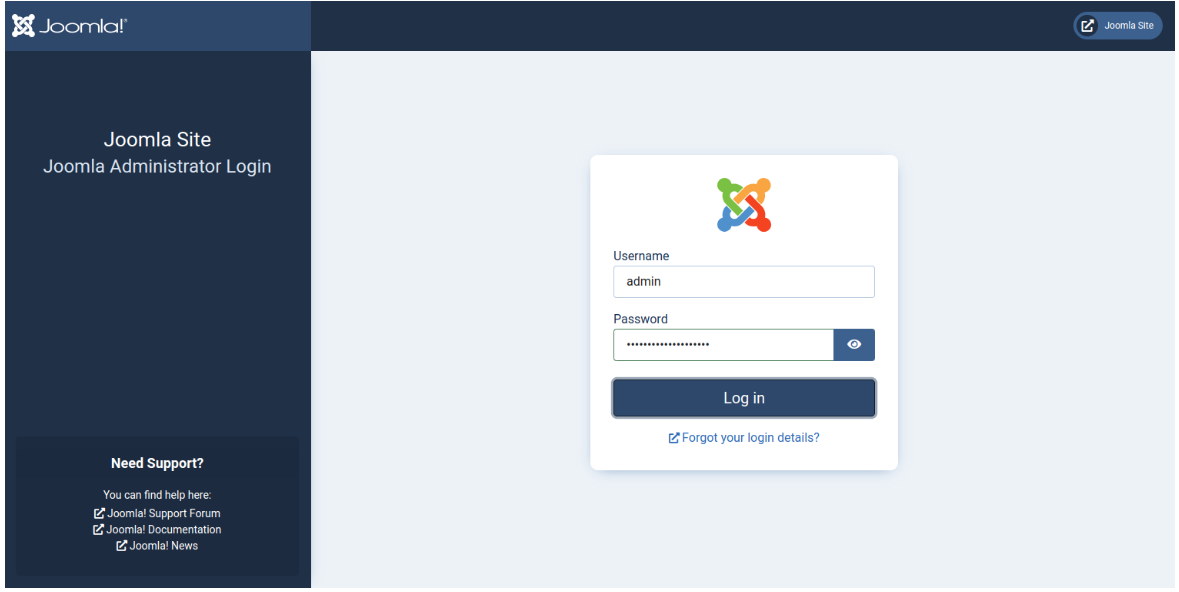 Joomla!®
Joomla Site
Joomla Site
Joomla Administrator Login
Username
admin
Password
••••••••••••••••••••
Log in
Forgot your login details?
Need Support?
You can find help here:
Joomla! Support Forum
Joomla! Documentation
Joomla! News